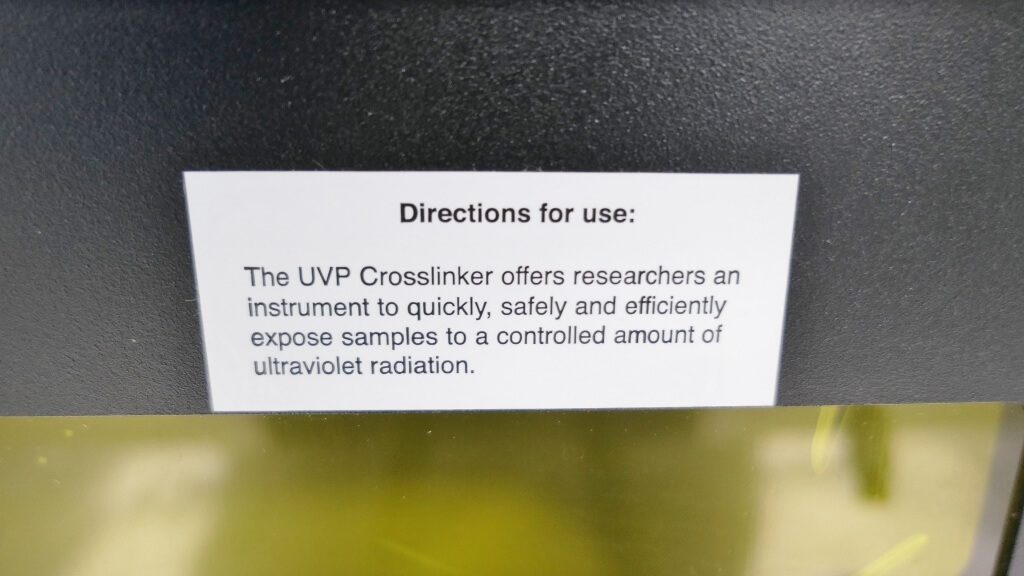 Directions for use:
The UVP Crosslinker offers researchers an
instrument to quickly, safely and efficiently
expose samples to a controlled amount of
ultraviolet radiation.